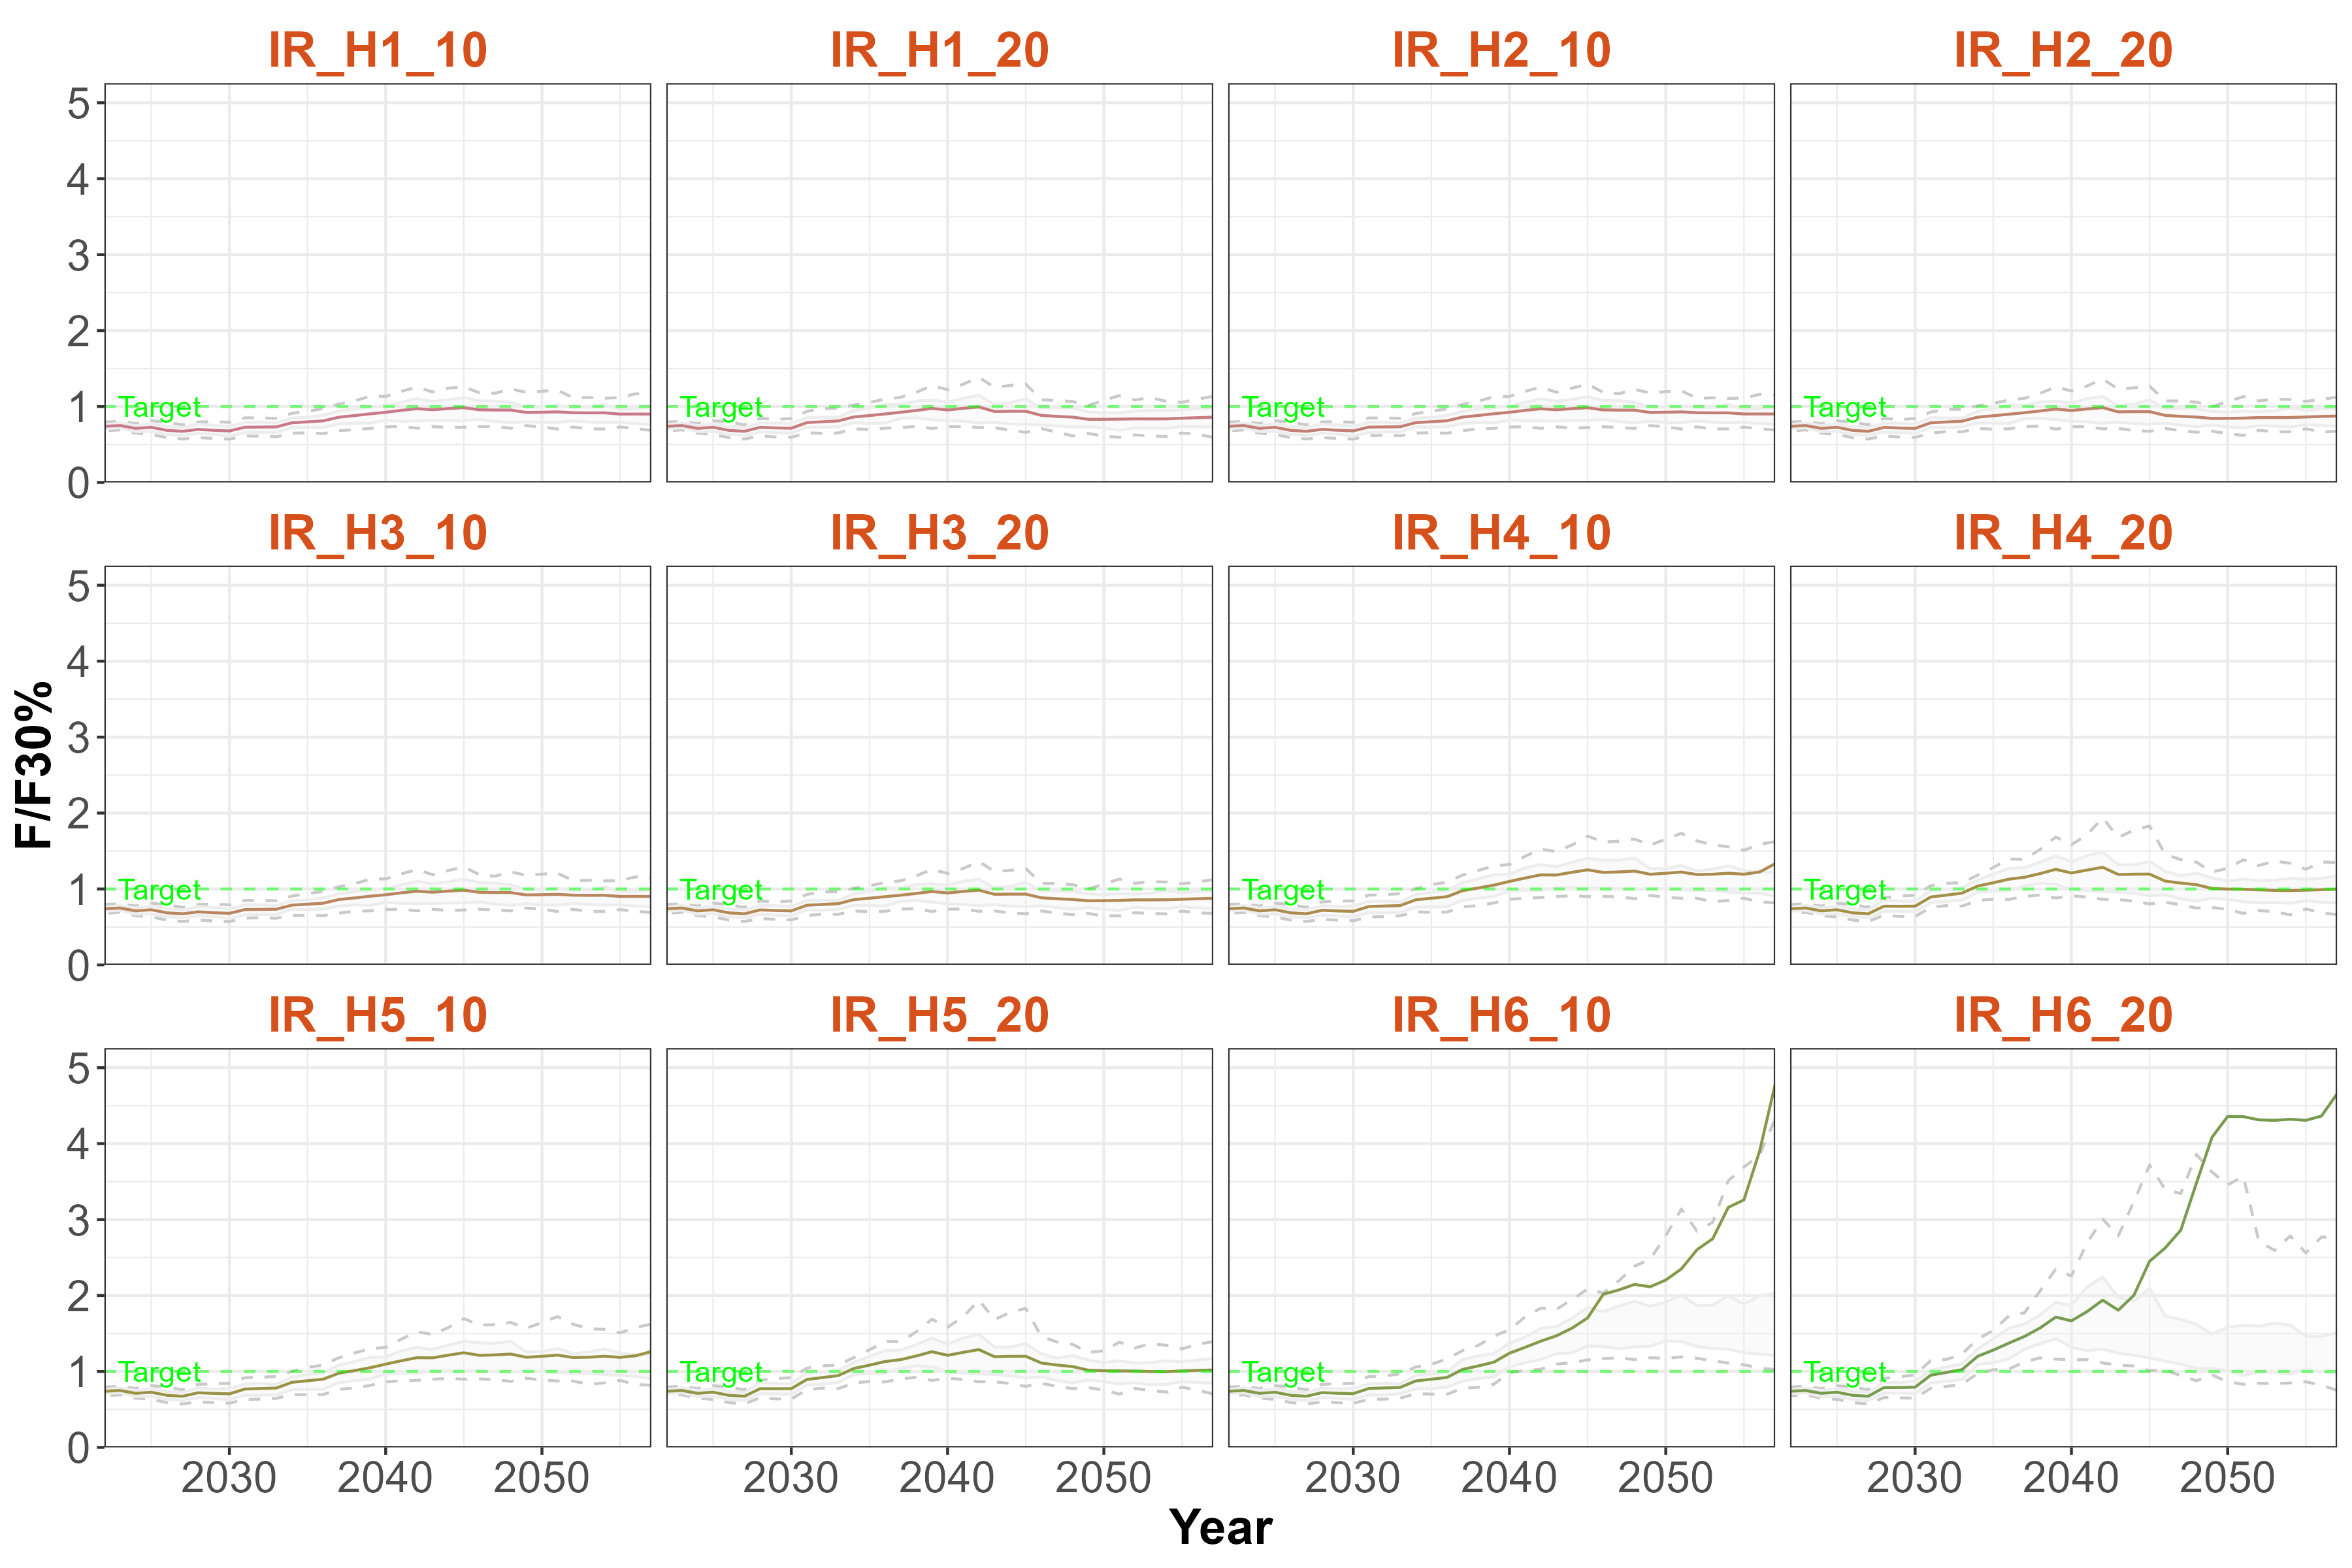 IR_H1_10 IR_H1_20 IR_H2_10 IR_H2_20
5
4
3
2
1
0
Target Target Target Target
IR_H3_10 IR_H3_20 IR_H4_10 IR_H4_20
5
4
3
2
1
0
Target Target Target Target
F/F30%
IR_H5_10 IR_H5_20 IR_H6_10 IR_H6_20
5
4
3
2
1
0
Target Target Target Target
2030 2040 2050 2030 2040 2050 2030 2040 2050 2030 2040 2050
Year